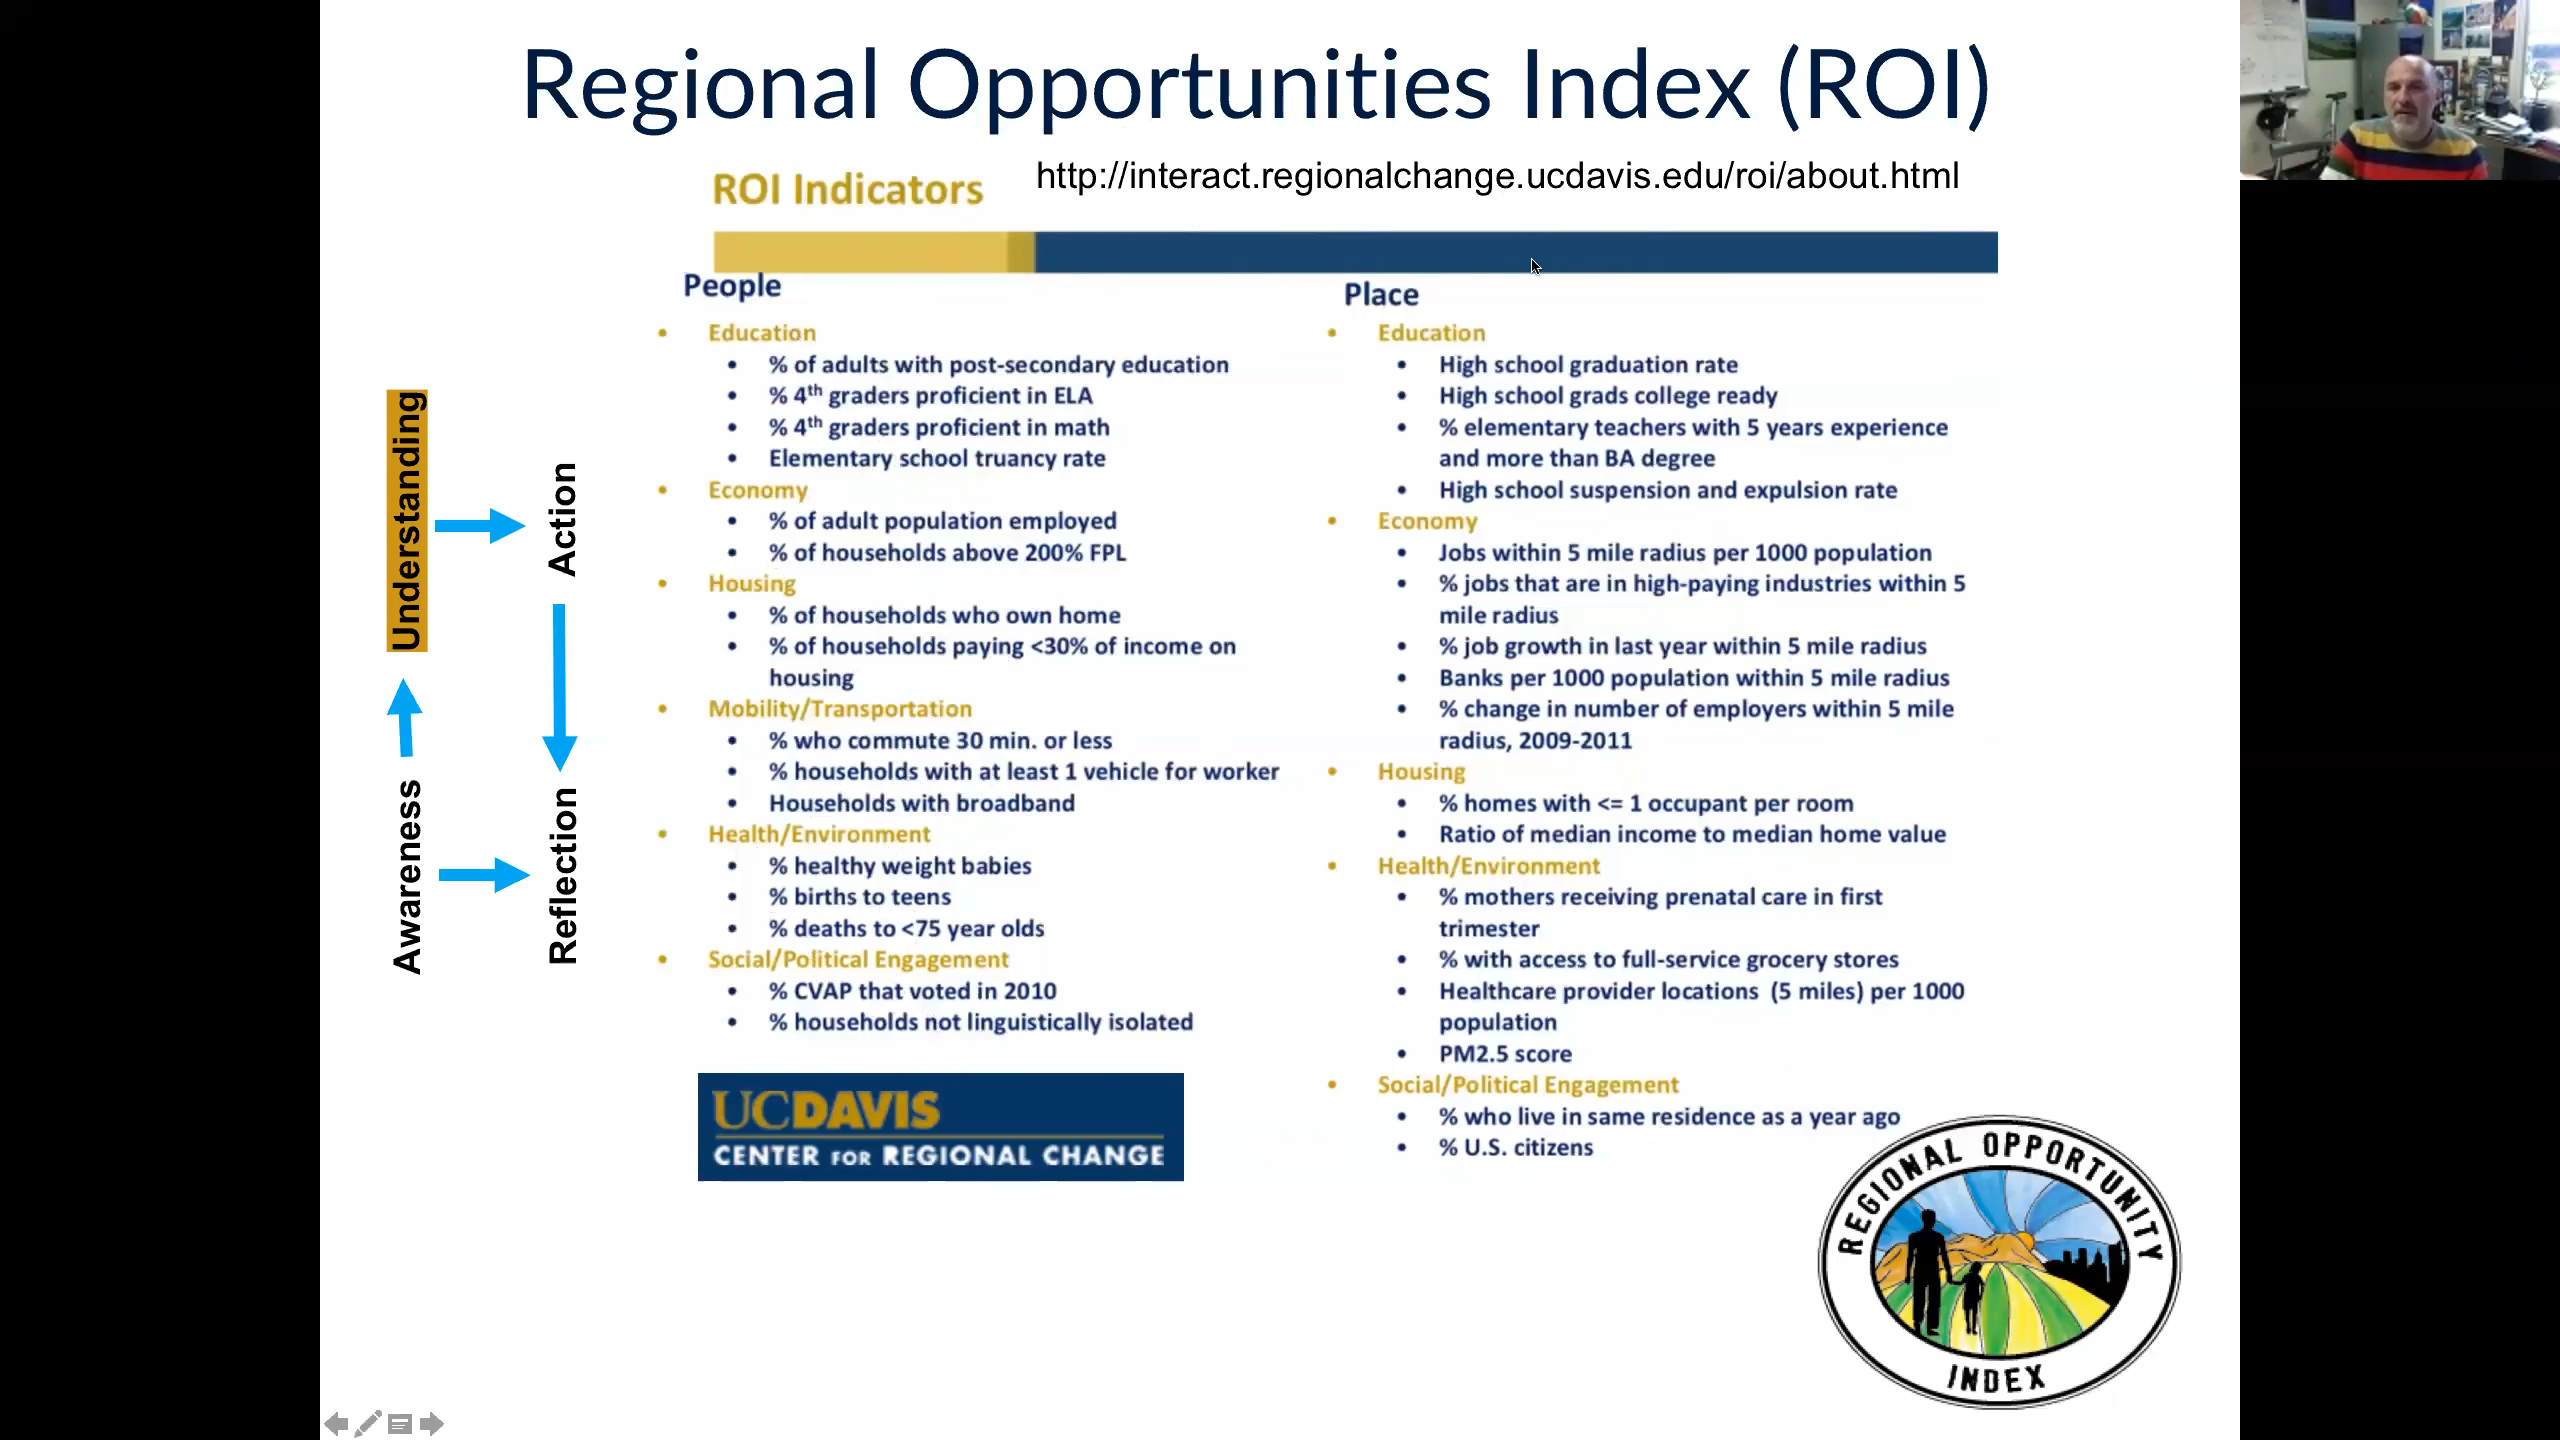 Regional Opportunities Index (ROI)
ROI Indicators
http://interact.regionalchange.ucdavis.edu/roi/about.html
Understanding
Action
Awareness
Reflection
People
• Education
• % of adults with post-secondary education
• % 4th graders proficient in ELA
• % 4th graders proficient in math
• Elementary school truancy rate
• Economy
• % of adult population employed
• % of households above 200% FPL
• Housing
• % of households who own home
• % of households paying <30% of income on
housing
• Mobility/Transportation
• % who commute 30 min. or less
• % households with at least 1 vehicle for worker
• Households with broadband
• Health/Environment
• % healthy weight babies
• % births to teens
• % deaths to <75 year olds
• Social/Political Engagement
• % CVAP that voted in 2010
• % households not linguistically isolated
Place
• Education
• High school graduation rate
• High school grads college ready
• % elementary teachers with 5 years experience
and more than BA degree
• High school suspension and expulsion rate
• Economy
• Jobs within 5 mile radius per 1000 population
• % jobs that are in high-paying industries within 5
mile radius
• % job growth in last year within 5 mile radius
• Banks per 1000 population within 5 mile radius
• % change in number of employers within 5 mile
radius, 2009-2011
• Housing
• % homes with <= 1 occupant per room
• Ratio of median income to median home value
• Health/Environment
• % mothers receiving prenatal care in first
trimester
• % with access to full-service grocery stores
• Healthcare provider locations (5 miles) per 1000
population
• PM2.5 score
• Social/Political Engagement
• % who live in same residence as a year ago
• % U.S. citizens
UCDAVIS
CENTER FOR REGIONAL CHANGE
REGIONAL OPPORTUNITY
INDEX